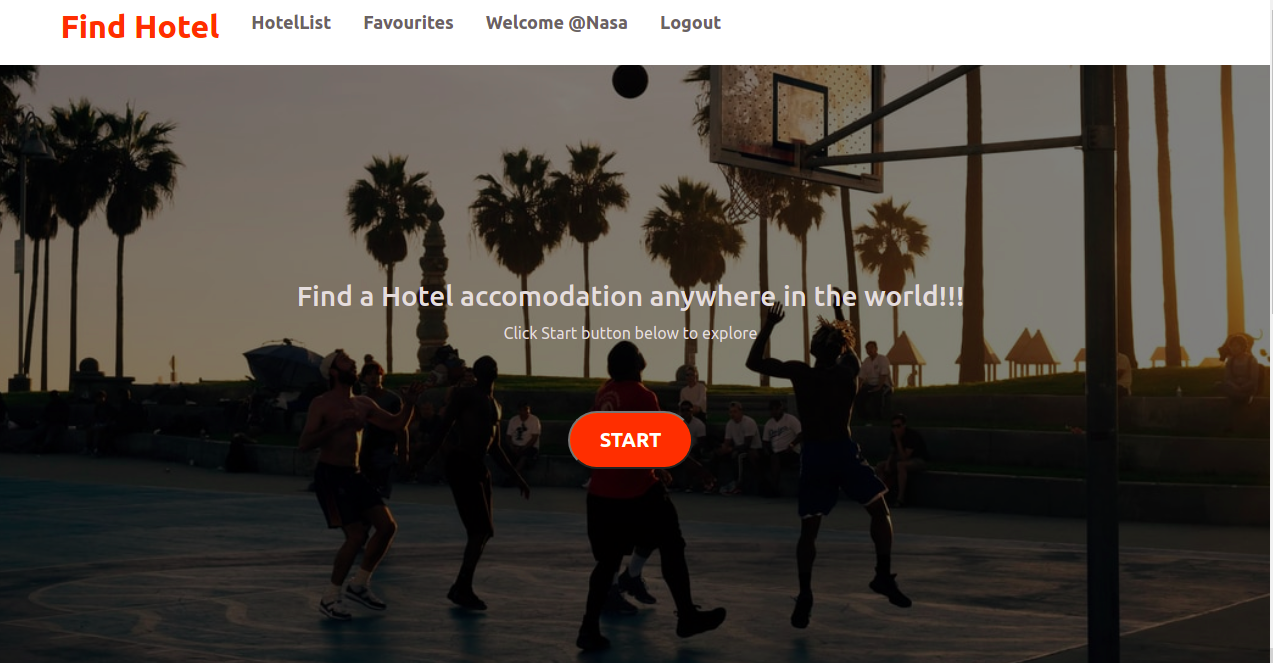 Find Hotel HotelList Favourites Welcome @Nasa Logout
Find a Hotel accomodation anywhere in the world!!!
Click Start button below to explore
START